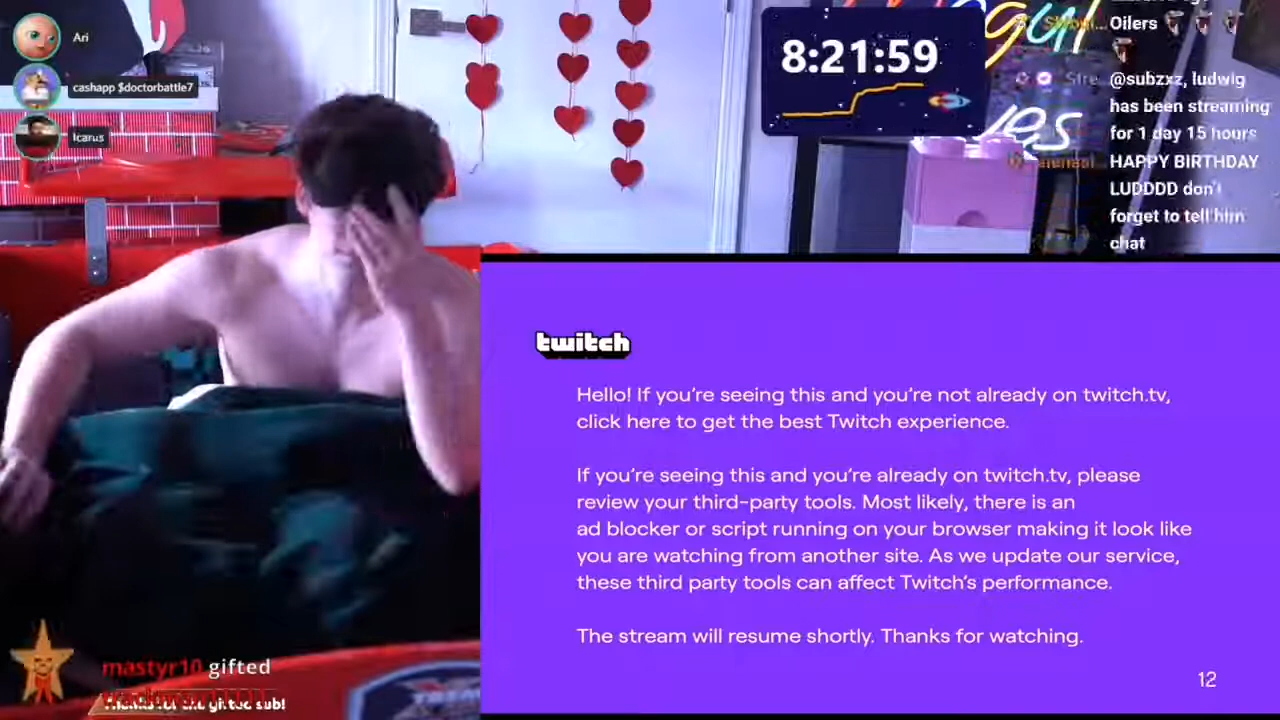 Ari
cashapp $doctorbattle7
Icarus
8:21:59
Oilers
@subzxz, ludwig
has been streaming
for 1 day 15 hours
HAPPY BIRTHDAY
LUDDDD don't
forget to tell him
chat
twitch
Hello! If you're seeing this and you're not already on twitch.tv,
click here to get the best Twitch experience.
If you're seeing this and you're already on twitch.tv, please
review your third-party tools. Most likely, there is an
ad blocker or script running on your browser making it look like
you are watching from another site. As we update our service,
these third party tools can affect Twitch's performance.
The stream will resume shortly. Thanks for watching.
12
mastyr10 gifted
Thanks for the gifted sub!